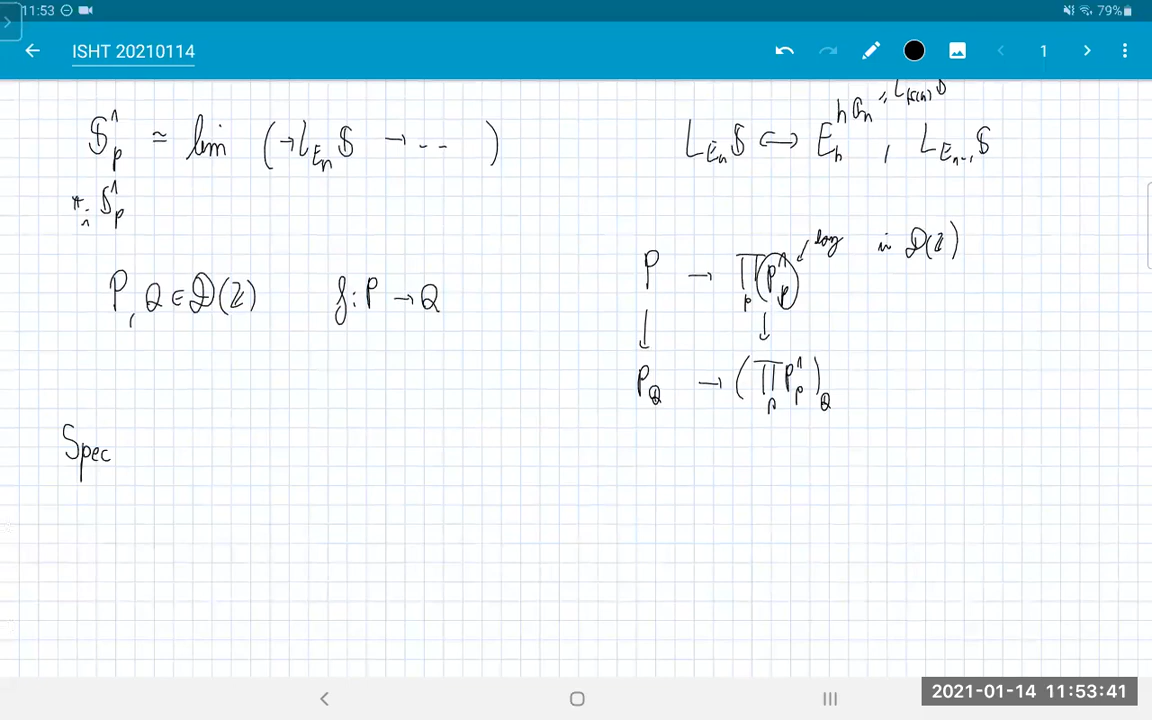 11:53
79%
ISHT 20210114
1
𝕊^∧_p ≃ lim (→ L_{E_n} 𝕊 → ... )
L_{E_n} 𝕊 ↔ E_n^{hG_n} ≃ L_{K(n)} 𝕊, L_{E_{n-1}} 𝕊
π_* 𝕊^∧_p
P, Q ∈ D(ℤ) f: P → Q
P → ∏_p (P^∧_p) in D(ℤ)
↓ ↓
P_Q → (∏_p P^∧_p)_Q
Spec
2021-01-14 11:53:41